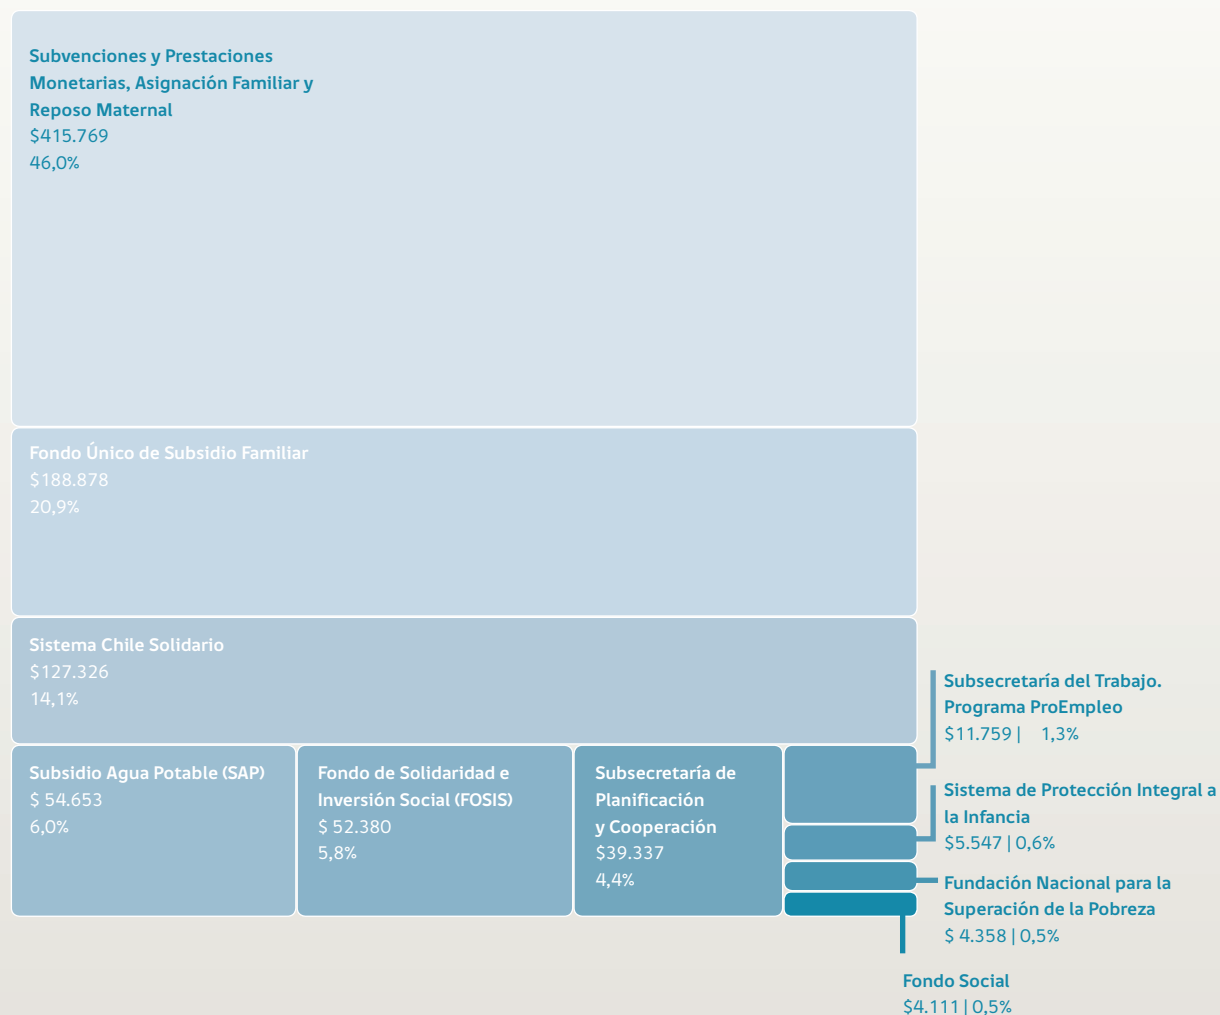 Subvenciones y Prestaciones
Monetarias, Asignación Familiar y
Reposo Maternal
$415.769
46,0%
Fondo Único de Subsidio Familiar
$188.878
20,9%
Sistema Chile Solidario
$127.326
14,1%
Subsidio Agua Potable (SAP)
$ 54.653
6,0%
Fondo de Solidaridad e
Inversión Social (FOSIS)
$ 52.380
5,8%
Subsecretaría de
Planificación
y Cooperación
$39.337
4,4%
Subsecretaría del Trabajo.
Programa ProEmpleo
$11.759 | 1,3%
Sistema de Protección Integral a
la Infancia
$5.547 | 0,6%
Fundación Nacional para la
Superación de la Pobreza
$ 4.358 | 0,5%
Fondo Social
$4.111 | 0,5%